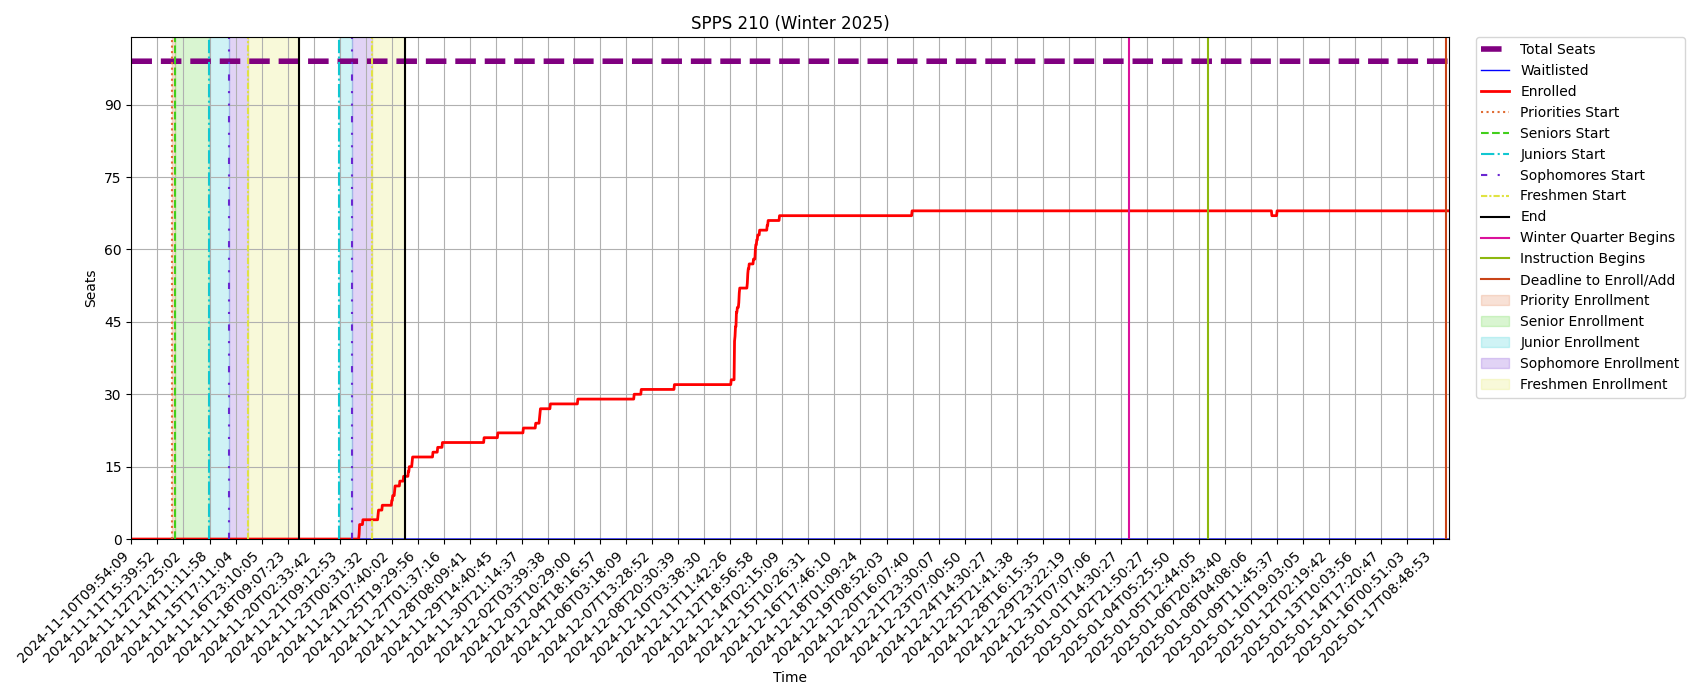 SPPS 210 (Winter 2025)
Seats
90
75
60
45
30
15
0
2024-11-10T09:54:09
2024-11-11T15:39:52
2024-11-12T21:25:02
2024-11-14T11:11:58
2024-11-15T17:11:04
2024-11-16T23:10:05
2024-11-18T09:07:23
2024-11-20T02:33:42
2024-11-21T09:12:53
2024-11-23T00:31:32
2024-11-24T07:40:02
2024-11-25T19:29:56
2024-11-27T01:37:16
2024-11-28T08:09:41
2024-11-29T14:40:45
2024-11-30T21:14:37
2024-12-02T03:39:38
2024-12-03T10:29:00
2024-12-04T18:16:57
2024-12-06T03:18:09
2024-12-07T13:28:52
2024-12-08T20:30:39
2024-12-10T03:38:30
2024-12-11T11:42:26
2024-12-12T18:56:58
2024-12-14T02:15:09
2024-12-15T10:26:31
2024-12-16T17:46:10
2024-12-18T01:09:24
2024-12-19T08:52:03
2024-12-20T16:07:40
2024-12-21T23:30:07
2024-12-23T07:00:50
2024-12-24T14:30:27
2024-12-25T21:41:38
2024-12-28T16:15:35
2024-12-29T23:22:19
2024-12-31T07:07:06
2025-01-01T14:30:27
2025-01-02T21:50:27
2025-01-04T05:25:50
2025-01-05T12:44:05
2025-01-06T20:43:40
2025-01-08T04:08:06
2025-01-09T11:45:37
2025-01-10T19:03:05
2025-01-12T02:19:42
2025-01-13T10:03:56
2025-01-14T17:20:47
2025-01-16T00:51:03
2025-01-17T08:48:53
Time
Total Seats
Waitlisted
Enrolled
Priorities Start
Seniors Start
Juniors Start
Sophomores Start
Freshmen Start
End
Winter Quarter Begins
Instruction Begins
Deadline to Enroll/Add
Priority Enrollment
Senior Enrollment
Junior Enrollment
Sophomore Enrollment
Freshmen Enrollment